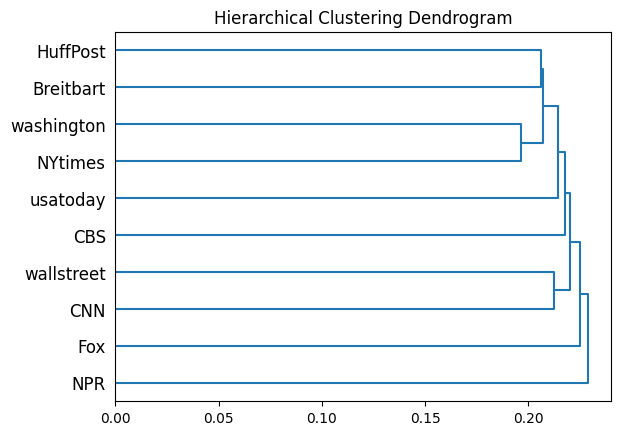 Hierarchical Clustering Dendrogram
HuffPost
Breitbart
washington
NYtimes
usatoday
CBS
wallstreet
CNN
Fox
NPR
0.00 0.05 0.10 0.15 0.20